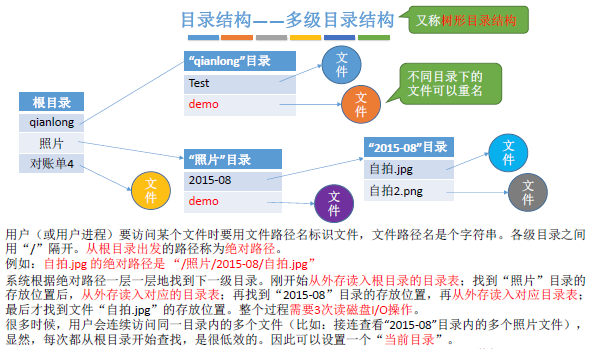 目录结构——多级目录结构
又称树形目录结构
“qianlong”目录
Test
demo
文件
文件
不同目录下的
文件可以重名
根目录
qianlong
照片
对账单4
文件
“照片”目录
2015-08
demo
文件
“2015-08”目录
自拍.jpg
自拍2.png
文件
文件
用户（或用户进程）要访问某个文件时要用文件路径名标识文件，文件路径名是个字符串。各级目录之间
用“/”隔开。从根目录出发的路径称为绝对路径。
例如：自拍.jpg 的绝对路径是 “/照片/2015-08/自拍.jpg”
系统根据绝对路径一层一层地找到下一级目录。刚开始从外存读入根目录的目录表；找到“照片”目录的
存放位置后，从外存读入对应的目录表；再找到“2015-08”目录的存放位置，再从外存读入对应目录表；
最后才找到文件“自拍.jpg”的存放位置。整个过程需要3次读磁盘I/O操作。
很多时候，用户会连续访问同一目录内的多个文件（比如：接连查看“2015-08”目录内的多个照片文件），
显然，每次都从根目录开始查找，是很低效的。因此可以设置一个“当前目录”。